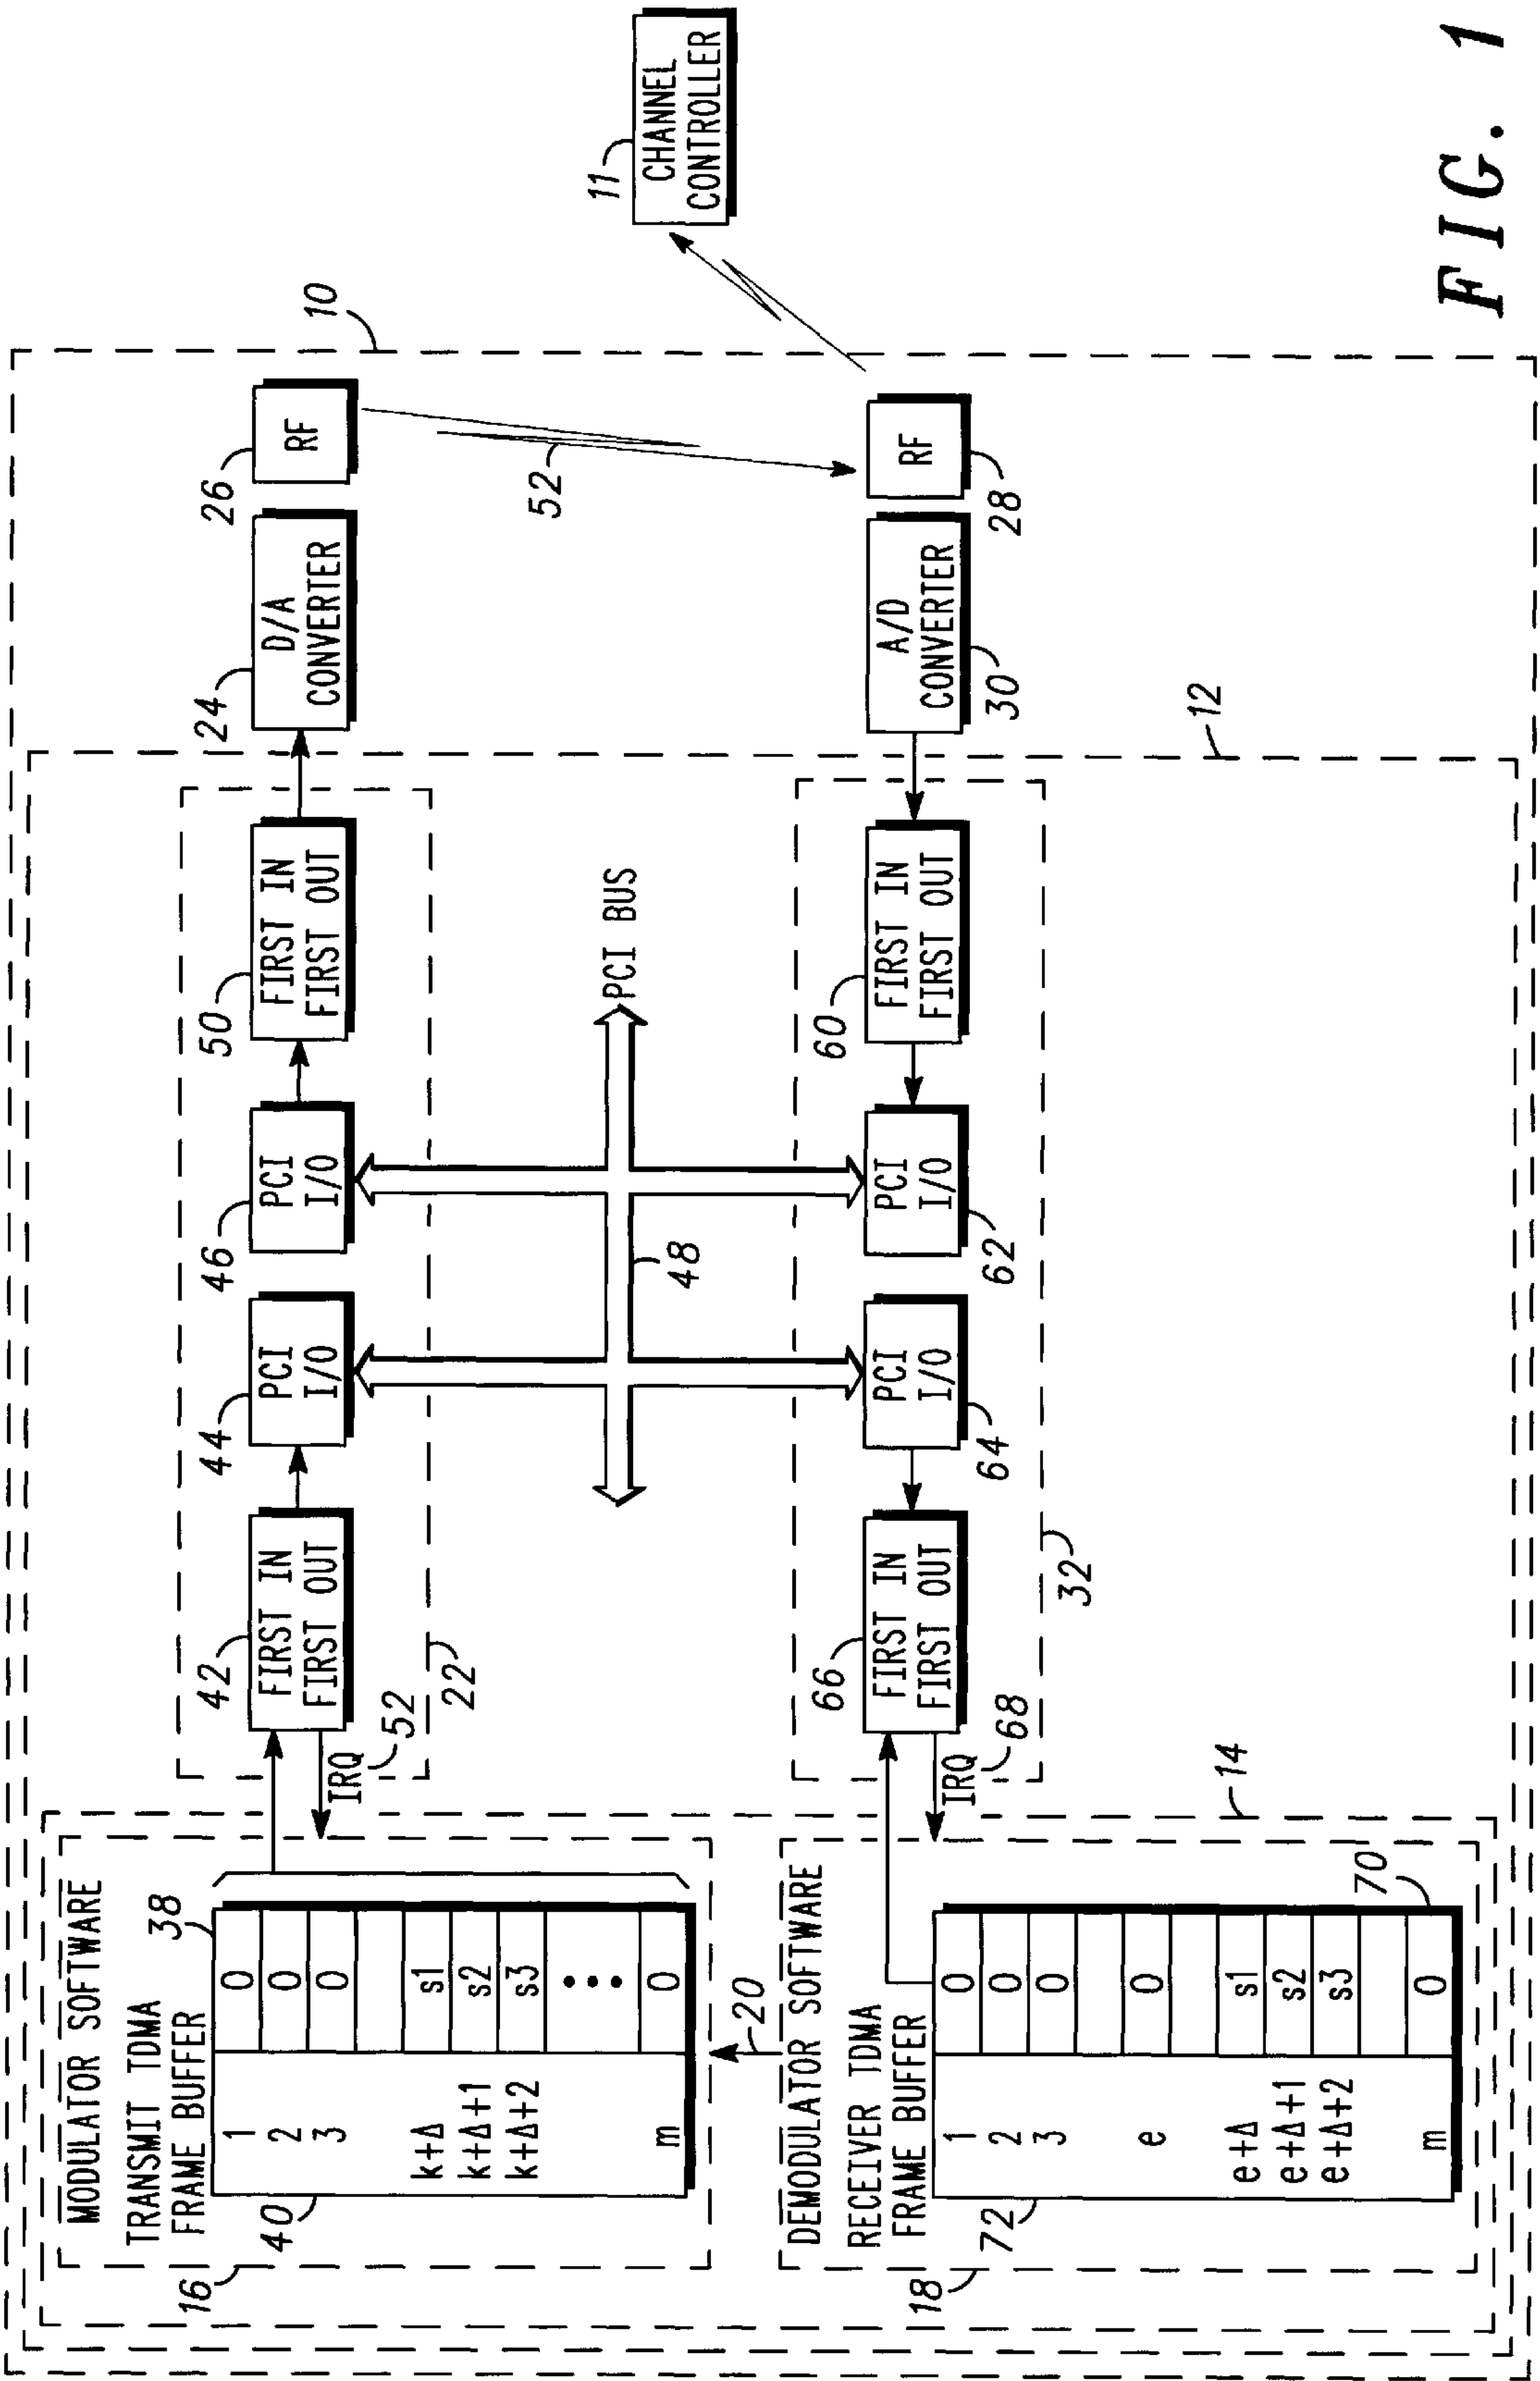 MODULATOR SOFTWARE
TRANSMIT TDMA
FRAME BUFFER
38
40
16
1 0
2 0
3 0
k+Δ s1
k+Δ+1 s2
k+Δ+2 s3
•••
m 0
IRQ
52
22
42
FIRST IN
FIRST OUT
44
PCI
I/O
46
PCI
I/O
50
FIRST IN
FIRST OUT
24
D/A
CONVERTER
26
RF
10
52
48
PCI BUS
11
CHANNEL
CONTROLLER
20
DEMODULATOR SOFTWARE
RECEIVER TDMA
FRAME BUFFER
72
18
1 0
2 0
3 0
e 0
e+Δ s1
e+Δ+1 s2
e+Δ+2 s3
m 0
70
14
IRQ
68
32
66
FIRST IN
FIRST OUT
64
PCI
I/O
62
PCI
I/O
60
FIRST IN
FIRST OUT
12
30
A/D
CONVERTER
28
RF
FIG. 1